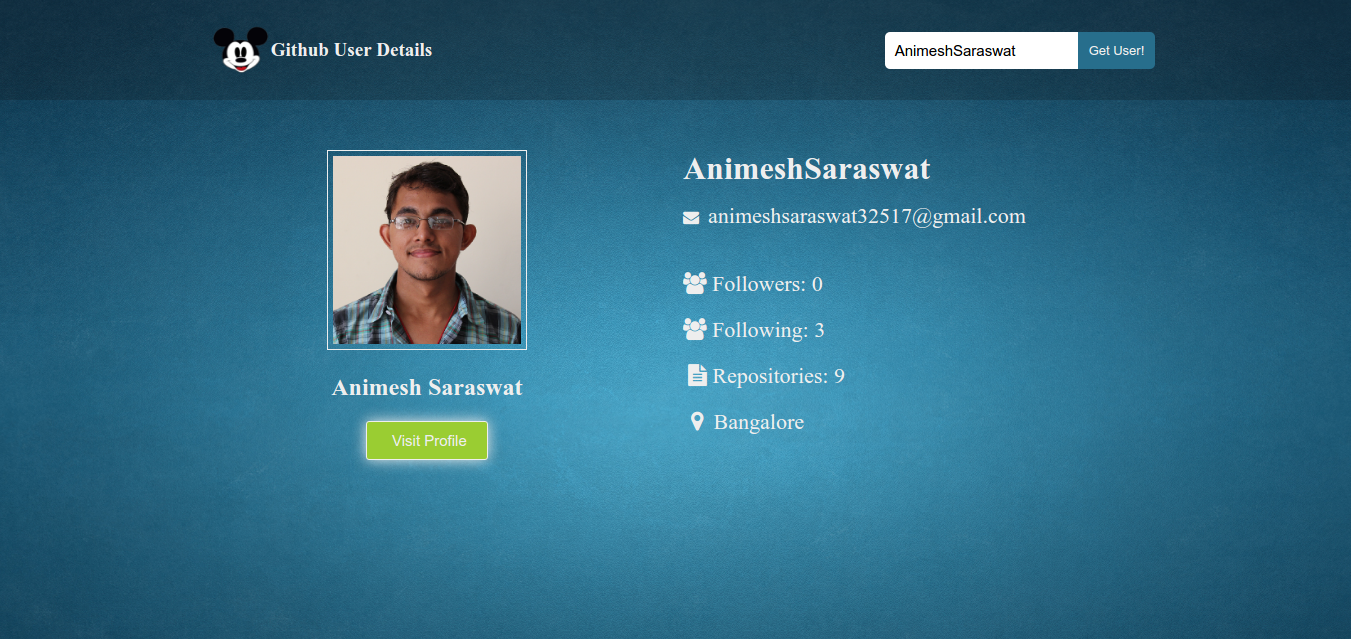 Github User Details
AnimeshSaraswat
Get User!
AnimeshSaraswat
animeshsaraswat32517@gmail.com
Followers: 0
Following: 3
Repositories: 9
Bangalore
Animesh Saraswat
Visit Profile